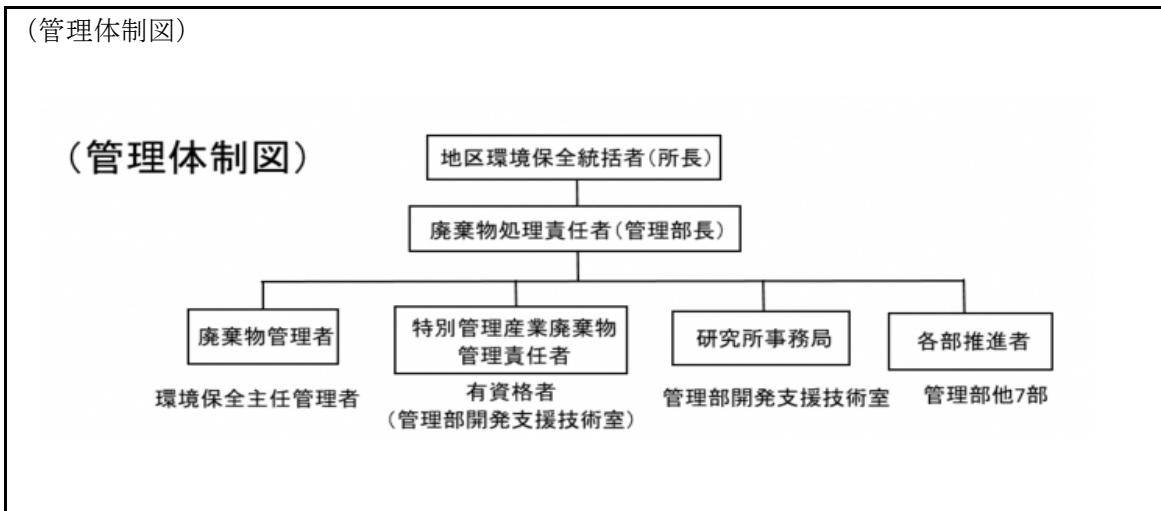 （管理体制図）
（管理体制図）
地区環境保全統括者(所長)
廃棄物処理責任者(管理部長)
廃棄物管理者
特別管理産業廃棄物
管理責任者
研究所事務局
各部推進者
環境保全主任管理者
有資格者
(管理部開発支援技術室)
管理部開発支援技術室
管理部他7部